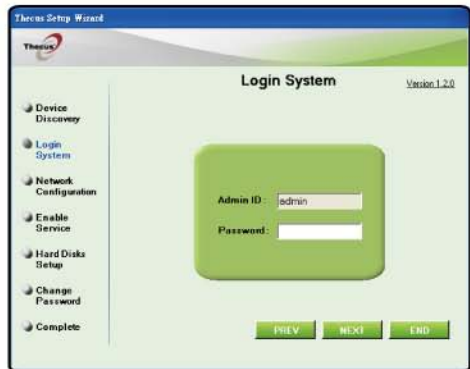 Thecus Setup Wizard
Thecus
Login System
Version 1.2.0
Device
Discovery
Login
System
Network
Configuration
Enable
Service
Hard Disks
Setup
Change
Password
Complete
Admin ID :
admin
Password :
PREV
NEXT
END